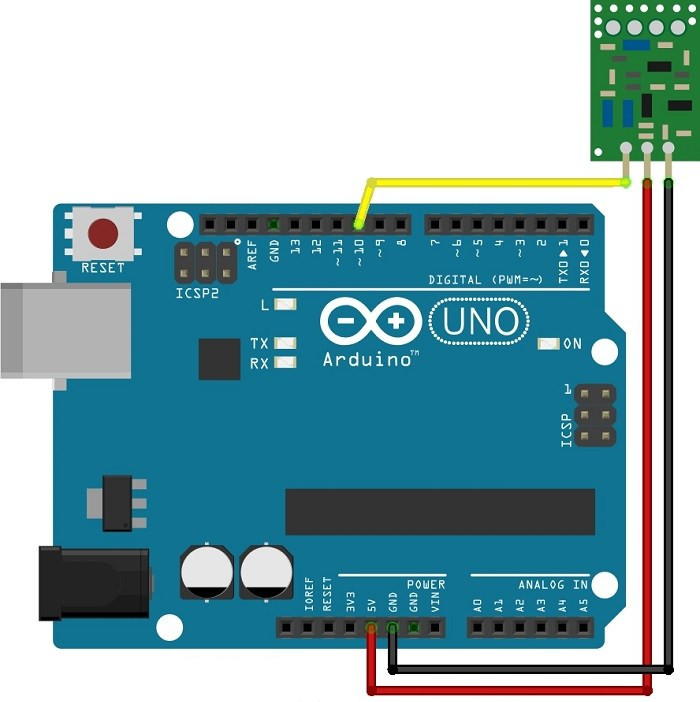 RESET
ICSP2
AREF
GND
13
12
~11
~10
~9
8
7
~6
~5
4
~3
2
TX0▶1
RX0◀0
DIGITAL (PWM=~)
L
TX
RX
UNO
Arduino™
ON
1
ICSP
POWER
ANALOG IN
IOREF
RESET
3V3
5V
GND
GND
VIN
A0
A1
A2
A3
A4
A5